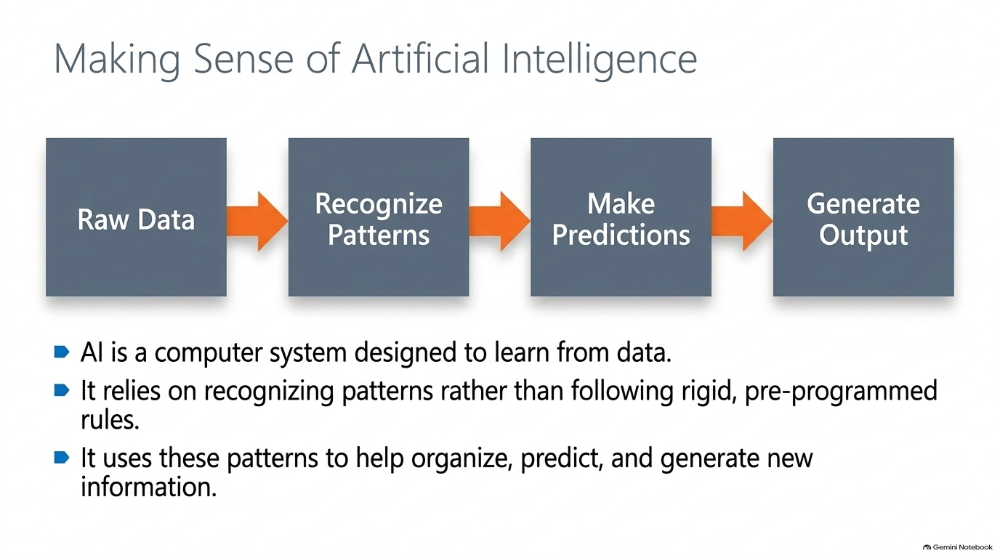 Making Sense of Artificial Intelligence
Raw Data
Recognize
Patterns
Make
Predictions
Generate
Output
AI is a computer system designed to learn from data.
It relies on recognizing patterns rather than following rigid, pre-programmed
rules.
It uses these patterns to help organize, predict, and generate new
information.
Gemini Notebook